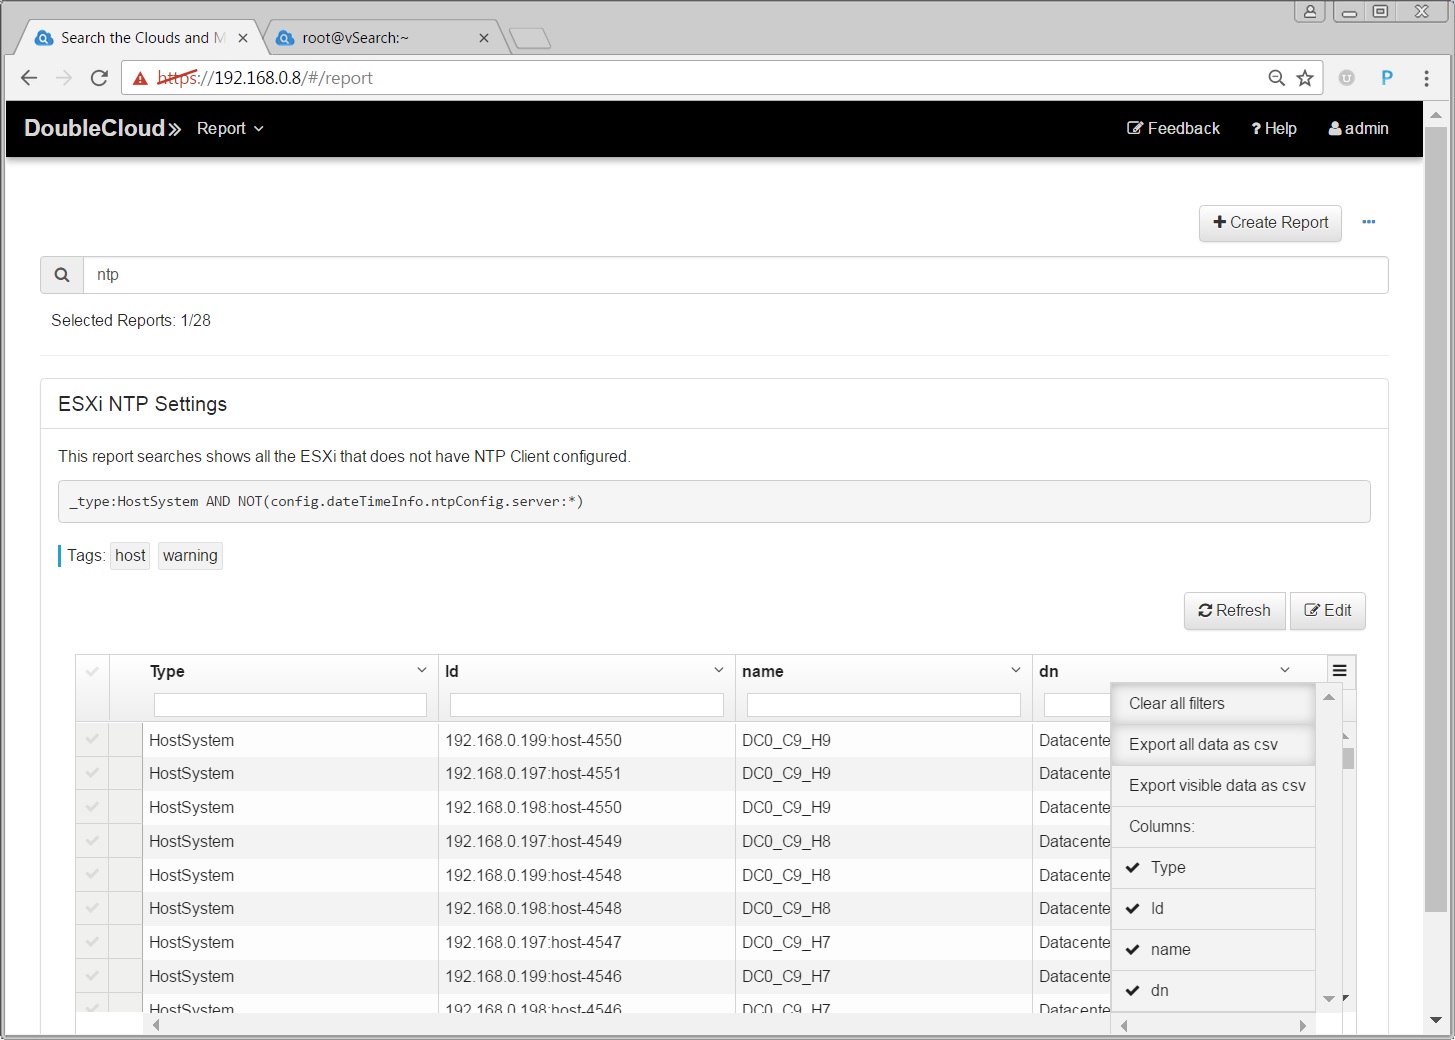 Search the Clouds and M
root@vSearch:~
https://192.168.0.8/#/report
P
DoubleCloud Report Feedback ? Help admin
Create Report
ntp
Selected Reports: 1/28
ESXi NTP Settings
This report searches shows all the ESXi that does not have NTP Client configured.
_type:HostSystem AND NOT(config.dateTimeInfo.ntpConfig.server:*)
Tags: host warning
Refresh Edit
Type Id name dn
Clear all filters
HostSystem 192.168.0.199:host-4550 DC0_C9_H9 Datacente
Export all data as csv
HostSystem 192.168.0.197:host-4551 DC0_C9_H9 Datacente
Export visible data as csv
HostSystem 192.168.0.198:host-4550 DC0_C9_H9 Datacente
Columns:
HostSystem 192.168.0.197:host-4549 DC0_C9_H8 Datacente
Type
HostSystem 192.168.0.199:host-4548 DC0_C9_H8 Datacente
HostSystem 192.168.0.198:host-4548 DC0_C9_H8 Datacente
Id
HostSystem 192.168.0.197:host-4547 DC0_C9_H7 Datacente
name
HostSystem 192.168.0.199:host-4546 DC0_C9_H7 Datacente
dn
HostSystem 192.168.0.198:host-4546 DC0_C9_H7 Datacente